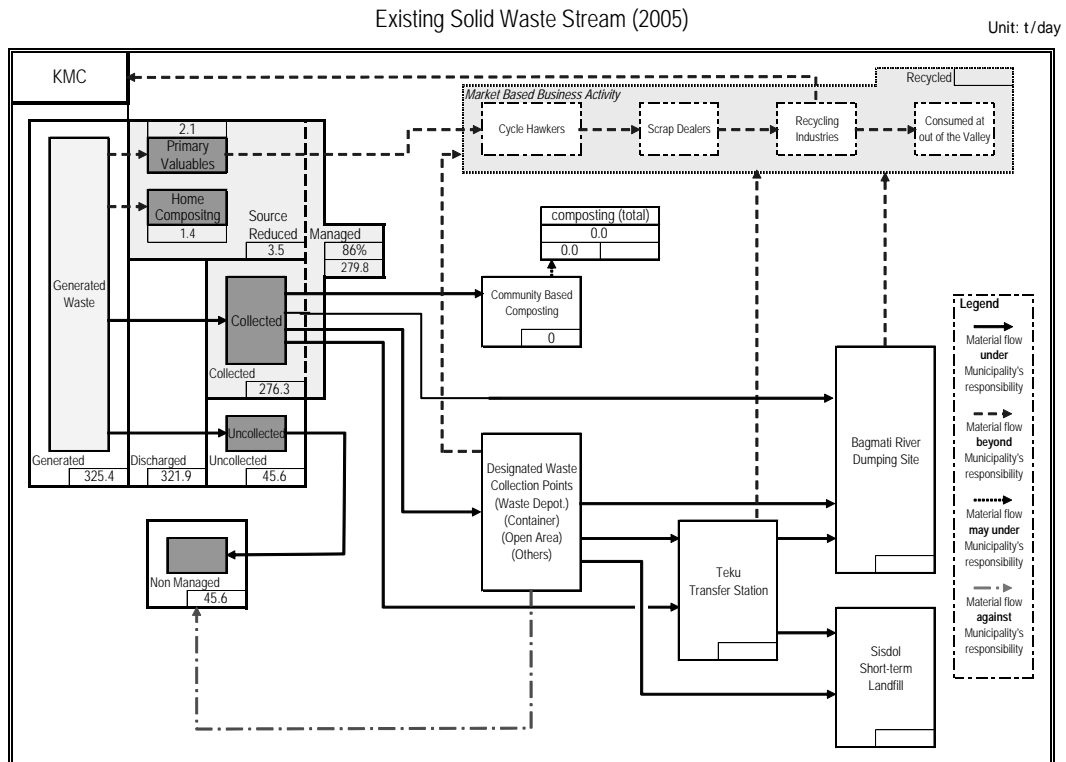 Existing Solid Waste Stream (2005)
Unit: t/day
KMC
Recycled
Market Based Business Activity
Cycle Hawkers
Scrap Dealers
Recycling
Industries
Consumed at
out of the Valley
2.1
Primary
Valuables
Home
Compositng
1.4
Source
Reduced
3.5
Managed
86%
279.8
composting (total)
0.0
0.0
Generated
Waste
Community Based
Composting
0
Collected
Collected
276.3
Uncollected
Generated
325.4
Discharged
321.9
Uncollected
45.6
Non Managed
45.6
Designated Waste
Collection Points
(Waste Depot.)
(Container)
(Open Area)
(Others)
Teku
Transfer Station
Bagmati River
Dumping Site
Sisdol
Short-term
Landfill
Legend
Material flow
under
Municipality's
responsibility
Material flow
beyond
Municipality's
responsibility
Material flow
may under
Municipality's
responsibility
Material flow
against
Municipality's
responsibility